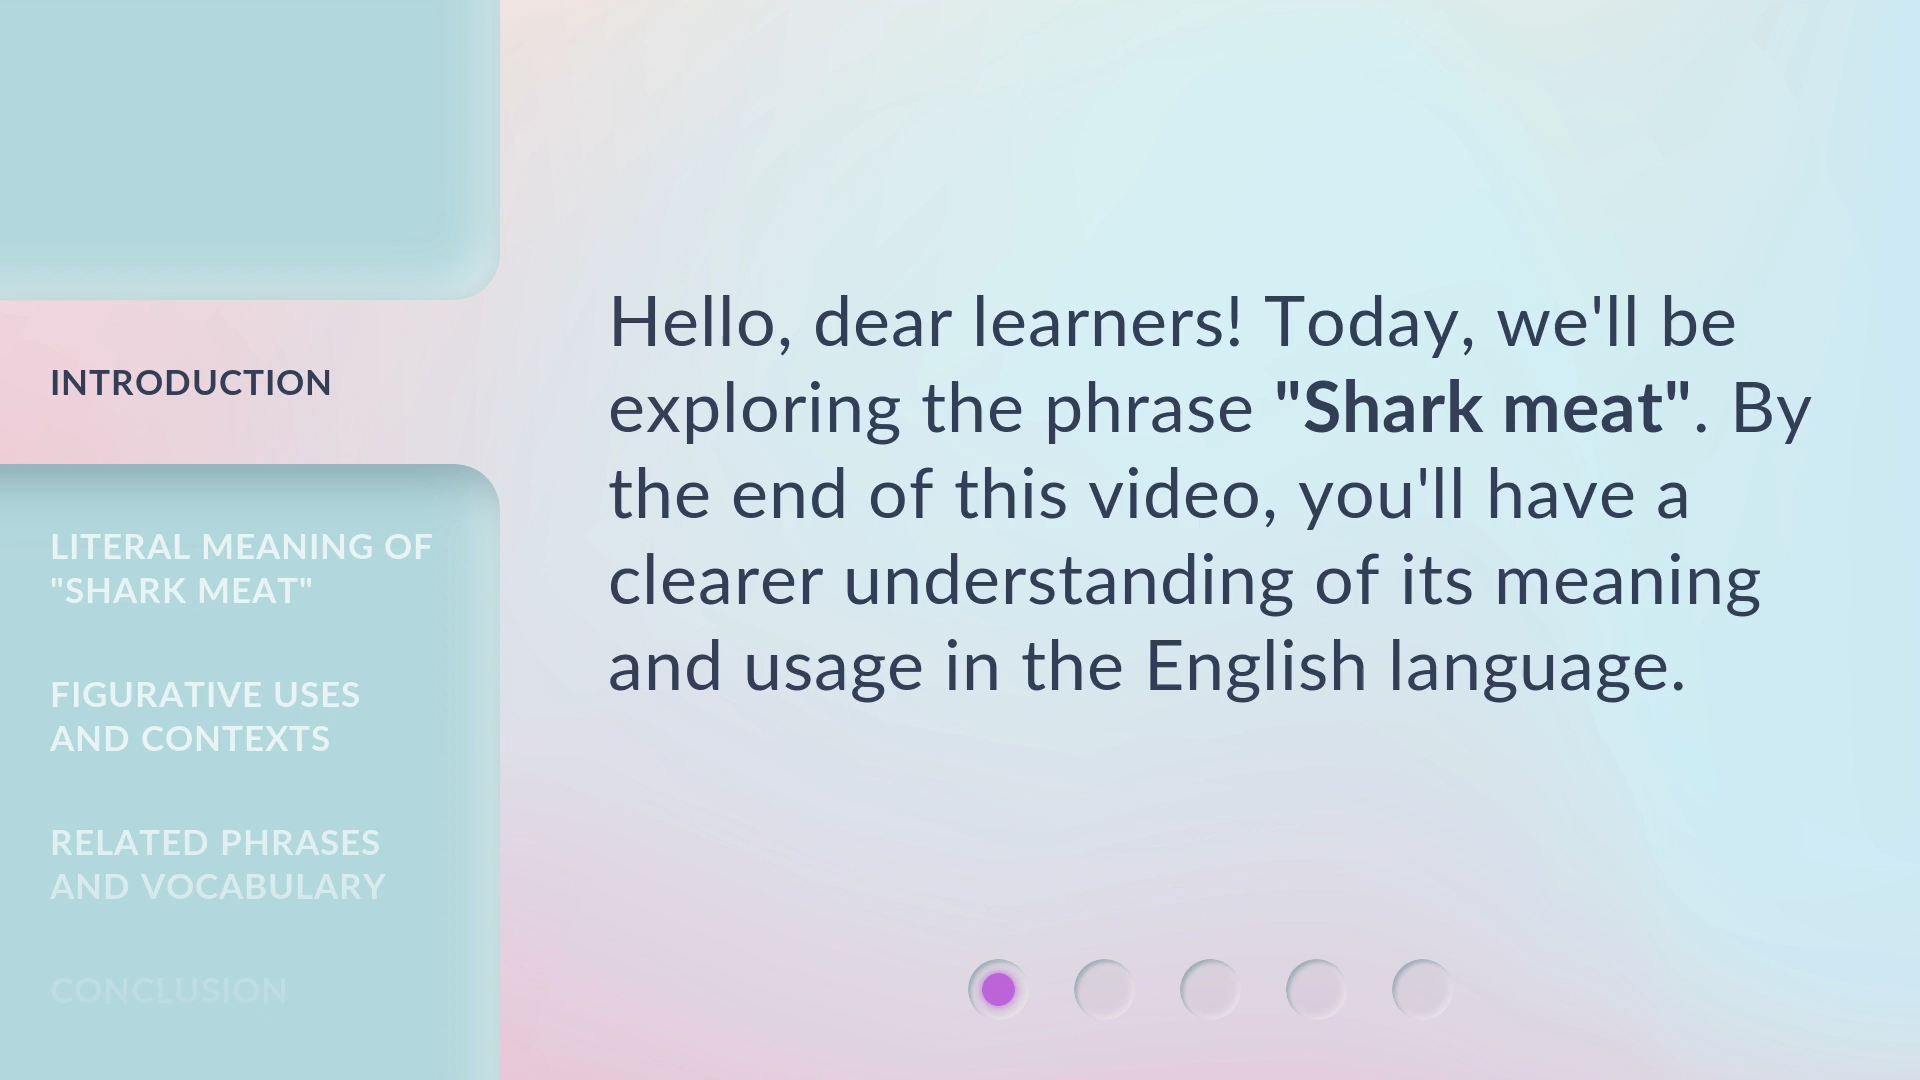 INTRODUCTION
LITERAL MEANING OF
"SHARK MEAT"
FIGURATIVE USES
AND CONTEXTS
RELATED PHRASES
AND VOCABULARY
CONCLUSION
Hello, dear learners! Today, we'll be
exploring the phrase "Shark meat". By
the end of this video, you'll have a
clearer understanding of its meaning
and usage in the English language.